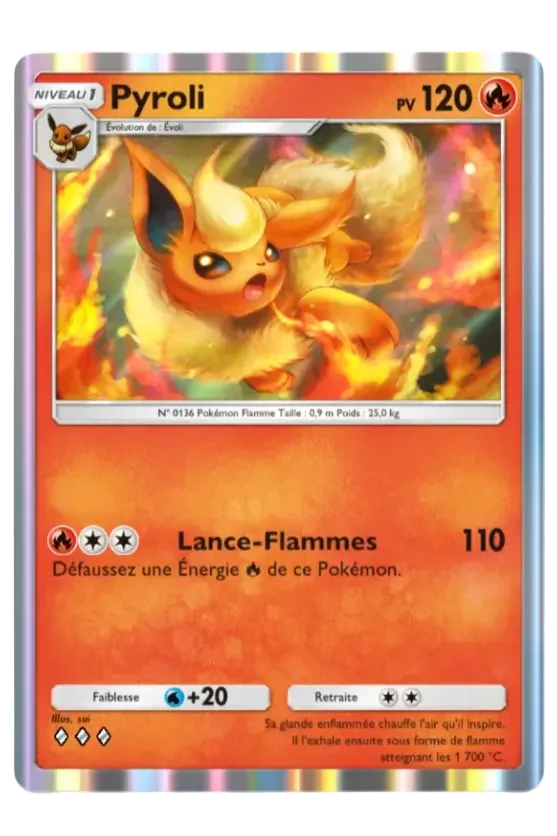 NIVEAU 1 Pyroli PV 120
Évolution de : Évoli
N° 0136 Pokémon Flamme Taille : 0,9 m Poids : 25,0 kg
Lance-Flammes 110
Défaussez une Énergie de ce Pokémon.
Faiblesse +20 Retraite
Illus. sui
Sa glande enflammée chauffe l'air qu'il inspire.
Il l'exhale ensuite sous forme de flamme
atteignant les 1 700 °C.